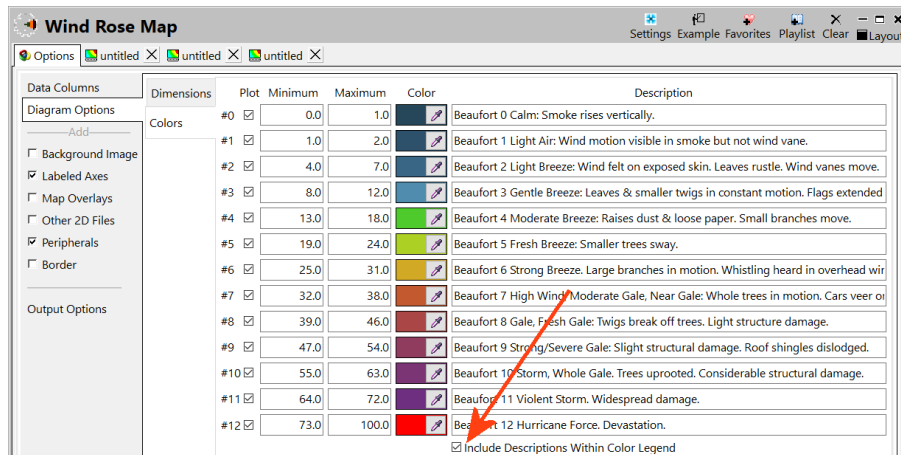 Wind Rose Map
Settings Example Favorites Playlist Clear Layou
Options untitled untitled untitled
Data Columns
Diagram Options
Add
Background Image
Labeled Axes
Map Overlays
Other 2D Files
Peripherals
Border
Output Options
Dimensions
Colors
Plot Minimum Maximum Color Description
#0 0.0 1.0 Beaufort 0 Calm: Smoke rises vertically.
#1 1.0 2.0 Beaufort 1 Light Air: Wind motion visible in smoke but not wind vane.
#2 4.0 7.0 Beaufort 2 Light Breeze: Wind felt on exposed skin. Leaves rustle. Wind vanes move.
#3 8.0 12.0 Beaufort 3 Gentle Breeze: Leaves & smaller twigs in constant motion. Flags extended
#4 13.0 18.0 Beaufort 4 Moderate Breeze: Raises dust & loose paper. Small branches move.
#5 19.0 24.0 Beaufort 5 Fresh Breeze: Smaller trees sway.
#6 25.0 31.0 Beaufort 6 Strong Breeze. Large branches in motion. Whistling heard in overhead wir
#7 32.0 38.0 Beaufort 7 High Wind, Moderate Gale, Near Gale: Whole trees in motion. Cars veer or
#8 39.0 46.0 Beaufort 8 Gale, Fresh Gale: Twigs break off trees. Light structure damage.
#9 47.0 54.0 Beaufort 9 Strong/Severe Gale: Slight structural damage. Roof shingles dislodged.
#10 55.0 63.0 Beaufort 10 Storm, Whole Gale. Trees uprooted. Considerable structural damage.
#11 64.0 72.0 Beaufort 11 Violent Storm. Widespread damage.
#12 73.0 100.0 Beaufort 12 Hurricane Force. Devastation.
Include Descriptions Within Color Legend